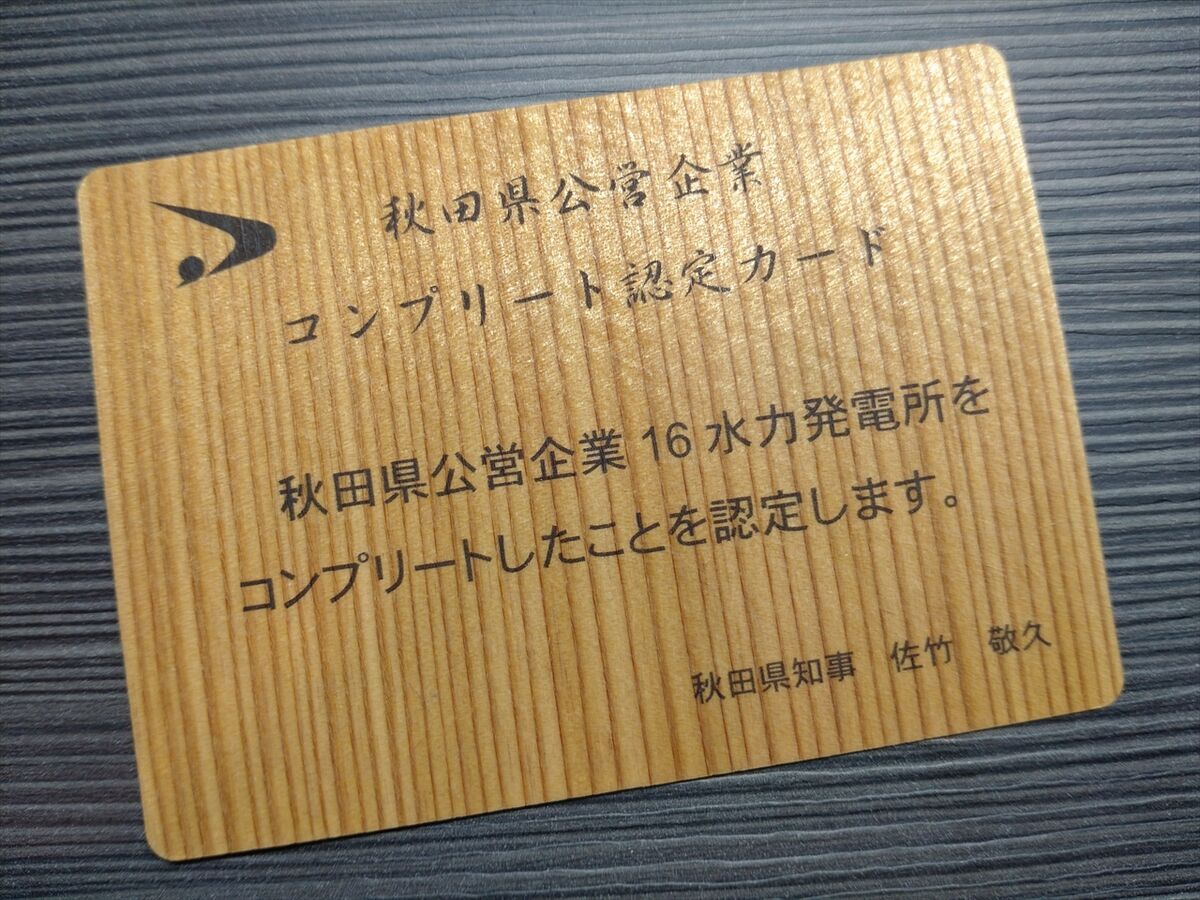 秋田県公営企業
コンプリート認定カード
秋田県公営企業16水力発電所を
コンプリートしたことを認定します。
秋田県知事　佐竹　敬久